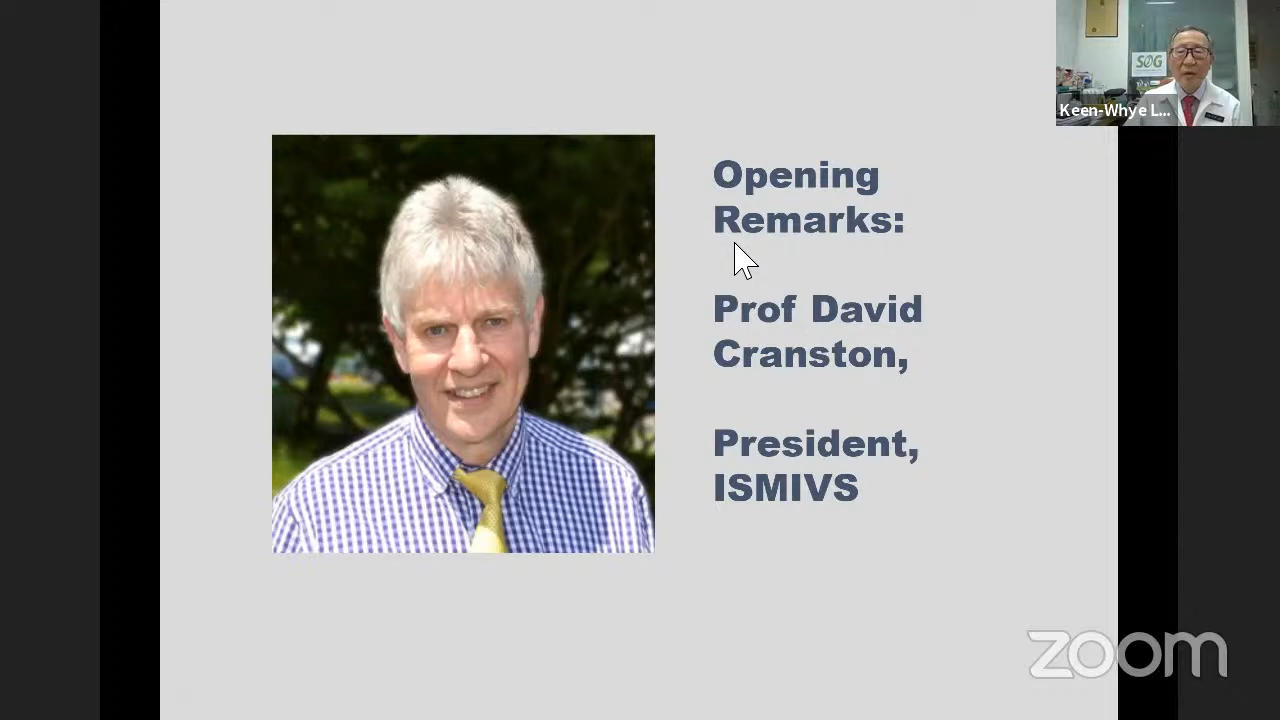 SOG
Keen-Whye L...
Opening
Remarks:
Prof David
Cranston,
President,
ISMIVS
zoom